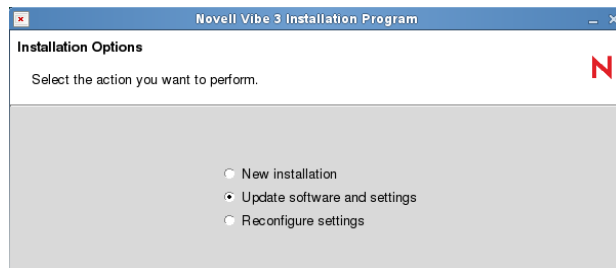 Novell Vibe 3 Installation Program
Installation Options
Select the action you want to perform.
N
New installation
Update software and settings
Reconfigure settings